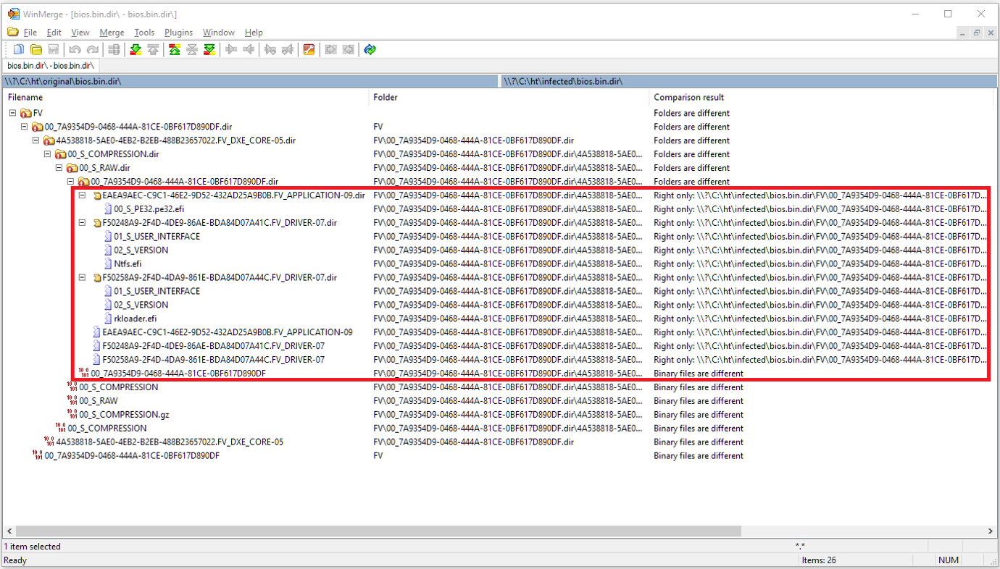 WinMerge - [bios.bin.dir\ - bios.bin.dir\]
File Edit View Merge Tools Plugins Window Help
bios.bin.dir\ - bios.bin.dir\
\\?\C:\ht\original\bios.bin.dir\ \\?\C:\ht\infected\bios.bin.dir\
Filename Folder Comparison result
FV Folders are different
00_7A9354D9-0468-444A-81CE-0BF617D890DF.dir FV Folders are different
4A538818-5AE0-4EB2-B2EB-488B23657022.FV_DXE_CORE-05.dir FV\00_7A9354D9-0468-444A-81CE-0BF617D890DF.dir Folders are different
00_S_COMPRESSION.dir FV\00_7A9354D9-0468-444A-81CE-0BF617D890DF.dir\4A538818-5AE0... Folders are different
00_S_RAW.dir FV\00_7A9354D9-0468-444A-81CE-0BF617D890DF.dir\4A538818-5AE0... Folders are different
00_7A9354D9-0468-444A-81CE-0BF617D890DF.dir FV\00_7A9354D9-0468-444A-81CE-0BF617D890DF.dir\4A538818-5AE0... Folders are different
EAEA9AEC-C9C1-46E2-9D52-432AD25A9B0B.FV_APPLICATION-09.dir FV\00_7A9354D9-0468-444A-81CE-0BF617D890DF.dir\4A538818-5AE0... Right only: \\?\C:\ht\infected\bios.bin.dir\FV\00_7A9354D9-0468-444A-81CE-0BF617D...
00_S_PE32.pe32.efi FV\00_7A9354D9-0468-444A-81CE-0BF617D890DF.dir\4A538818-5AE0... Right only: \\?\C:\ht\infected\bios.bin.dir\FV\00_7A9354D9-0468-444A-81CE-0BF617D...
F50248A9-2F4D-4DE9-86AE-BDA84D07A41C.FV_DRIVER-07.dir FV\00_7A9354D9-0468-444A-81CE-0BF617D890DF.dir\4A538818-5AE0... Right only: \\?\C:\ht\infected\bios.bin.dir\FV\00_7A9354D9-0468-444A-81CE-0BF617D...
01_S_USER_INTERFACE FV\00_7A9354D9-0468-444A-81CE-0BF617D890DF.dir\4A538818-5AE0... Right only: \\?\C:\ht\infected\bios.bin.dir\FV\00_7A9354D9-0468-444A-81CE-0BF617D...
02_S_VERSION FV\00_7A9354D9-0468-444A-81CE-0BF617D890DF.dir\4A538818-5AE0... Right only: \\?\C:\ht\infected\bios.bin.dir\FV\00_7A9354D9-0468-444A-81CE-0BF617D...
Ntfs.efi FV\00_7A9354D9-0468-444A-81CE-0BF617D890DF.dir\4A538818-5AE0... Right only: \\?\C:\ht\infected\bios.bin.dir\FV\00_7A9354D9-0468-444A-81CE-0BF617D...
F50258A9-2F4D-4DA9-861E-BDA84D07A44C.FV_DRIVER-07.dir FV\00_7A9354D9-0468-444A-81CE-0BF617D890DF.dir\4A538818-5AE0... Right only: \\?\C:\ht\infected\bios.bin.dir\FV\00_7A9354D9-0468-444A-81CE-0BF617D...
01_S_USER_INTERFACE FV\00_7A9354D9-0468-444A-81CE-0BF617D890DF.dir\4A538818-5AE0... Right only: \\?\C:\ht\infected\bios.bin.dir\FV\00_7A9354D9-0468-444A-81CE-0BF617D...
02_S_VERSION FV\00_7A9354D9-0468-444A-81CE-0BF617D890DF.dir\4A538818-5AE0... Right only: \\?\C:\ht\infected\bios.bin.dir\FV\00_7A9354D9-0468-444A-81CE-0BF617D...
rkloader.efi FV\00_7A9354D9-0468-444A-81CE-0BF617D890DF.dir\4A538818-5AE0... Right only: \\?\C:\ht\infected\bios.bin.dir\FV\00_7A9354D9-0468-444A-81CE-0BF617D...
EAEA9AEC-C9C1-46E2-9D52-432AD25A9B0B.FV_APPLICATION-09 FV\00_7A9354D9-0468-444A-81CE-0BF617D890DF.dir\4A538818-5AE0... Right only: \\?\C:\ht\infected\bios.bin.dir\FV\00_7A9354D9-0468-444A-81CE-0BF617D...
F50248A9-2F4D-4DE9-86AE-BDA84D07A41C.FV_DRIVER-07 FV\00_7A9354D9-0468-444A-81CE-0BF617D890DF.dir\4A538818-5AE0... Right only: \\?\C:\ht\infected\bios.bin.dir\FV\00_7A9354D9-0468-444A-81CE-0BF617D...
F50258A9-2F4D-4DA9-861E-BDA84D07A44C.FV_DRIVER-07 FV\00_7A9354D9-0468-444A-81CE-0BF617D890DF.dir\4A538818-5AE0... Right only: \\?\C:\ht\infected\bios.bin.dir\FV\00_7A9354D9-0468-444A-81CE-0BF617D...
00_7A9354D9-0468-444A-81CE-0BF617D890DF FV\00_7A9354D9-0468-444A-81CE-0BF617D890DF.dir\4A538818-5AE0... Binary files are different
00_S_COMPRESSION FV\00_7A9354D9-0468-444A-81CE-0BF617D890DF.dir\4A538818-5AE0... Binary files are different
00_S_RAW FV\00_7A9354D9-0468-444A-81CE-0BF617D890DF.dir\4A538818-5AE0... Binary files are different
00_S_COMPRESSION.gz FV\00_7A9354D9-0468-444A-81CE-0BF617D890DF.dir\4A538818-5AE0... Binary files are different
00_S_COMPRESSION FV\00_7A9354D9-0468-444A-81CE-0BF617D890DF.dir\4A538818-5AE0... Binary files are different
4A538818-5AE0-4EB2-B2EB-488B23657022.FV_DXE_CORE-05 FV\00_7A9354D9-0468-444A-81CE-0BF617D890DF.dir Binary files are different
00_7A9354D9-0468-444A-81CE-0BF617D890DF FV Binary files are different
1 item selected *.*
Ready Items: 26 NUM